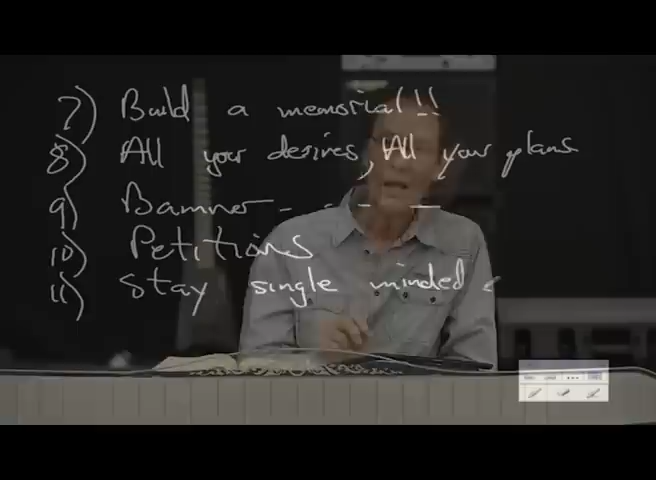 7) Build a memorial!!
8) All your desires, All your plans
9) Banner - - - —
10) Petitions
11) Stay single minded